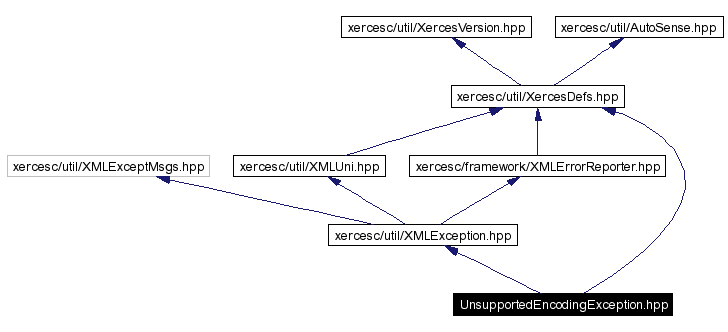 xercesc/util/XercesVersion.hpp
xercesc/util/AutoSense.hpp
xercesc/util/XercesDefs.hpp
xercesc/util/XMLExceptMsgs.hpp
xercesc/util/XMLUni.hpp
xercesc/framework/XMLErrorReporter.hpp
xercesc/util/XMLException.hpp
UnsupportedEncodingException.hpp